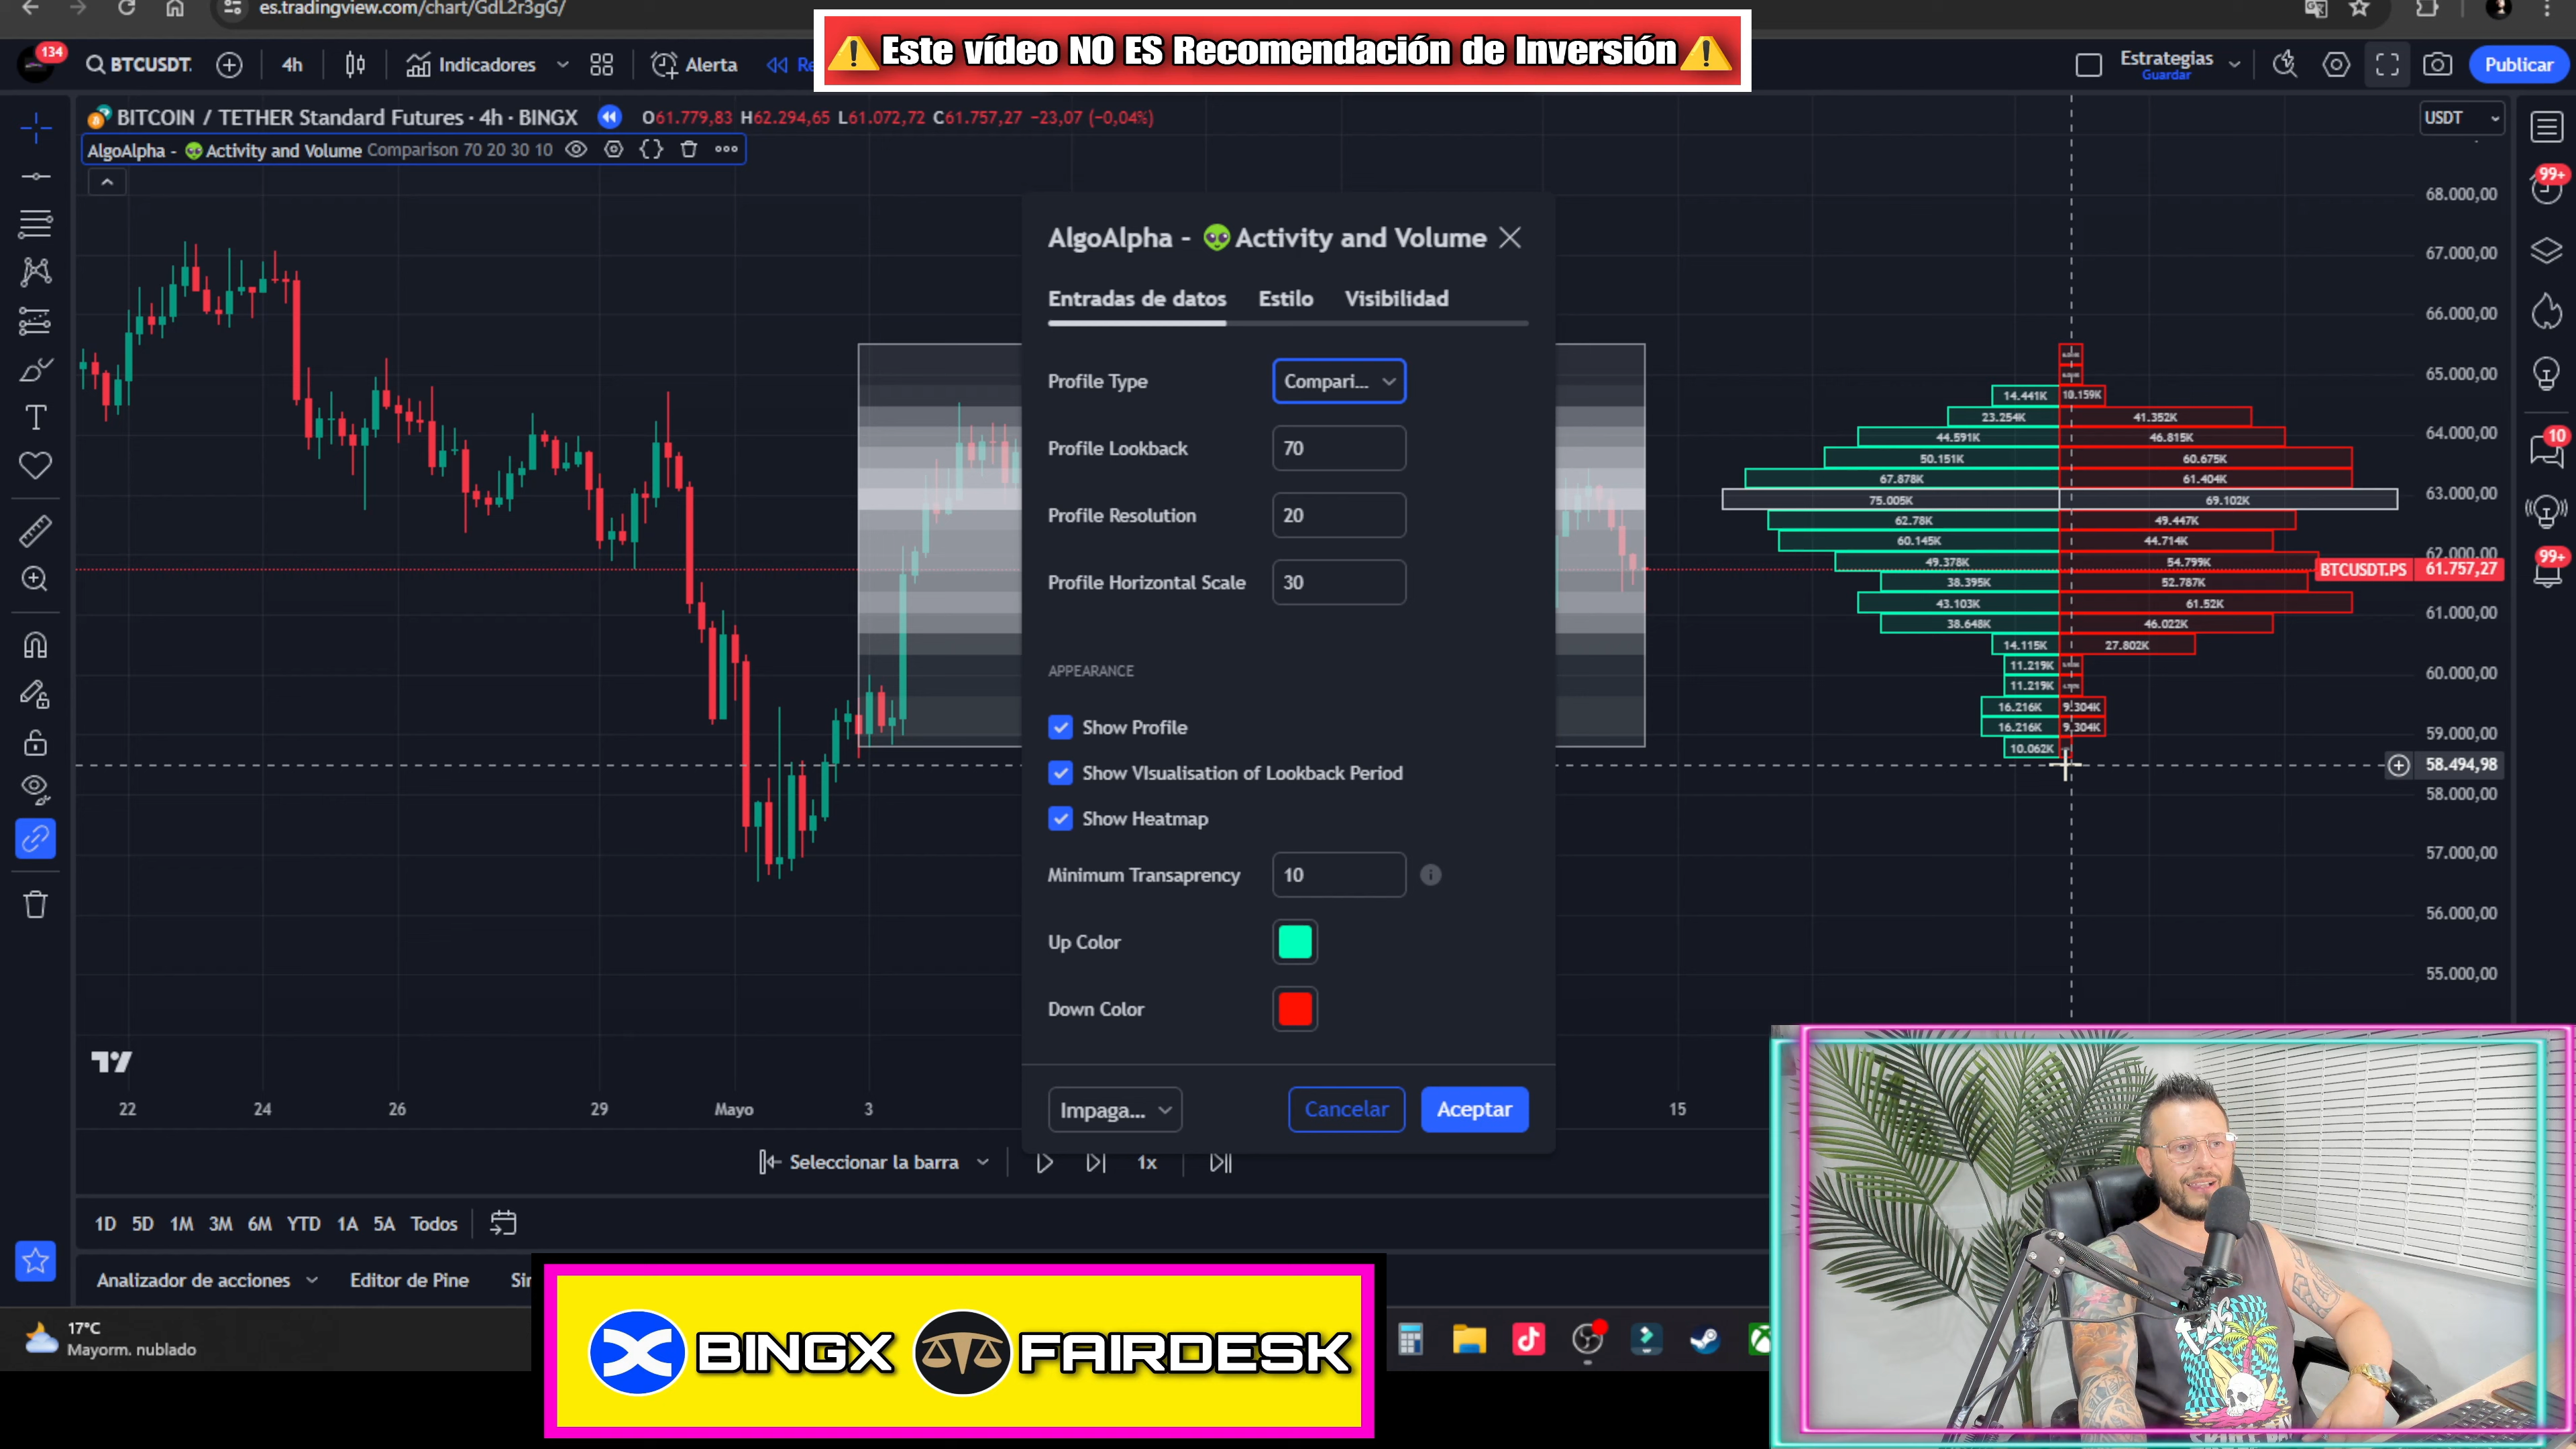 es.tradingview.com/chart/GdL2r3gG/
⚠️Este vídeo NO ES Recomendación de Inversión⚠️
134
BTCUSDT.
4h
Indicadores
Alerta
Estrategias
Guardar
Publicar
BITCOIN / TETHER Standard Futures · 4h · BINGX
O61.779,83 H62.294,65 L61.072,72 C61.757,27 −23,07 (−0,04%)
USDT
AlgoAlpha - 👽Activity and Volume Comparison 70 20 30 10
68.000,00
99+
67.000,00
66.000,00
65.000,00
64.000,00
10
63.000,00
62.000,00
99+
BTCUSDT.PS 61.757,27
61.000,00
60.000,00
59.000,00
58.494,98
58.000,00
57.000,00
56.000,00
55.000,00
14.441K 10.159K
23.254K 41.352K
44.591K 46.815K
50.151K 60.675K
67.878K 61.404K
75.005K 69.102K
62.78K 49.447K
60.145K 44.714K
49.378K 54.799K
38.395K 52.787K
43.103K 61.52K
38.648K 46.022K
14.115K 27.802K
11.219K
11.219K
16.216K 9.304K
16.216K 9.304K
10.062K
AlgoAlpha - 👽Activity and Volume
Entradas de datos Estilo Visibilidad
Profile Type Compari...
Profile Lookback 70
Profile Resolution 20
Profile Horizontal Scale 30
APPEARANCE
Show Profile
Show VIsualisation of Lookback Period
Show Heatmap
Minimum Transaprency 10
Up Color
Down Color
Impaga... Cancelar Aceptar
22 24 26 29 Mayo 3 15
Seleccionar la barra
1x
1D 5D 1M 3M 6M YTD 1A 5A Todos
Analizador de acciones
Editor de Pine
17°C
Mayorm. nublado
BINGX FAIRDESK